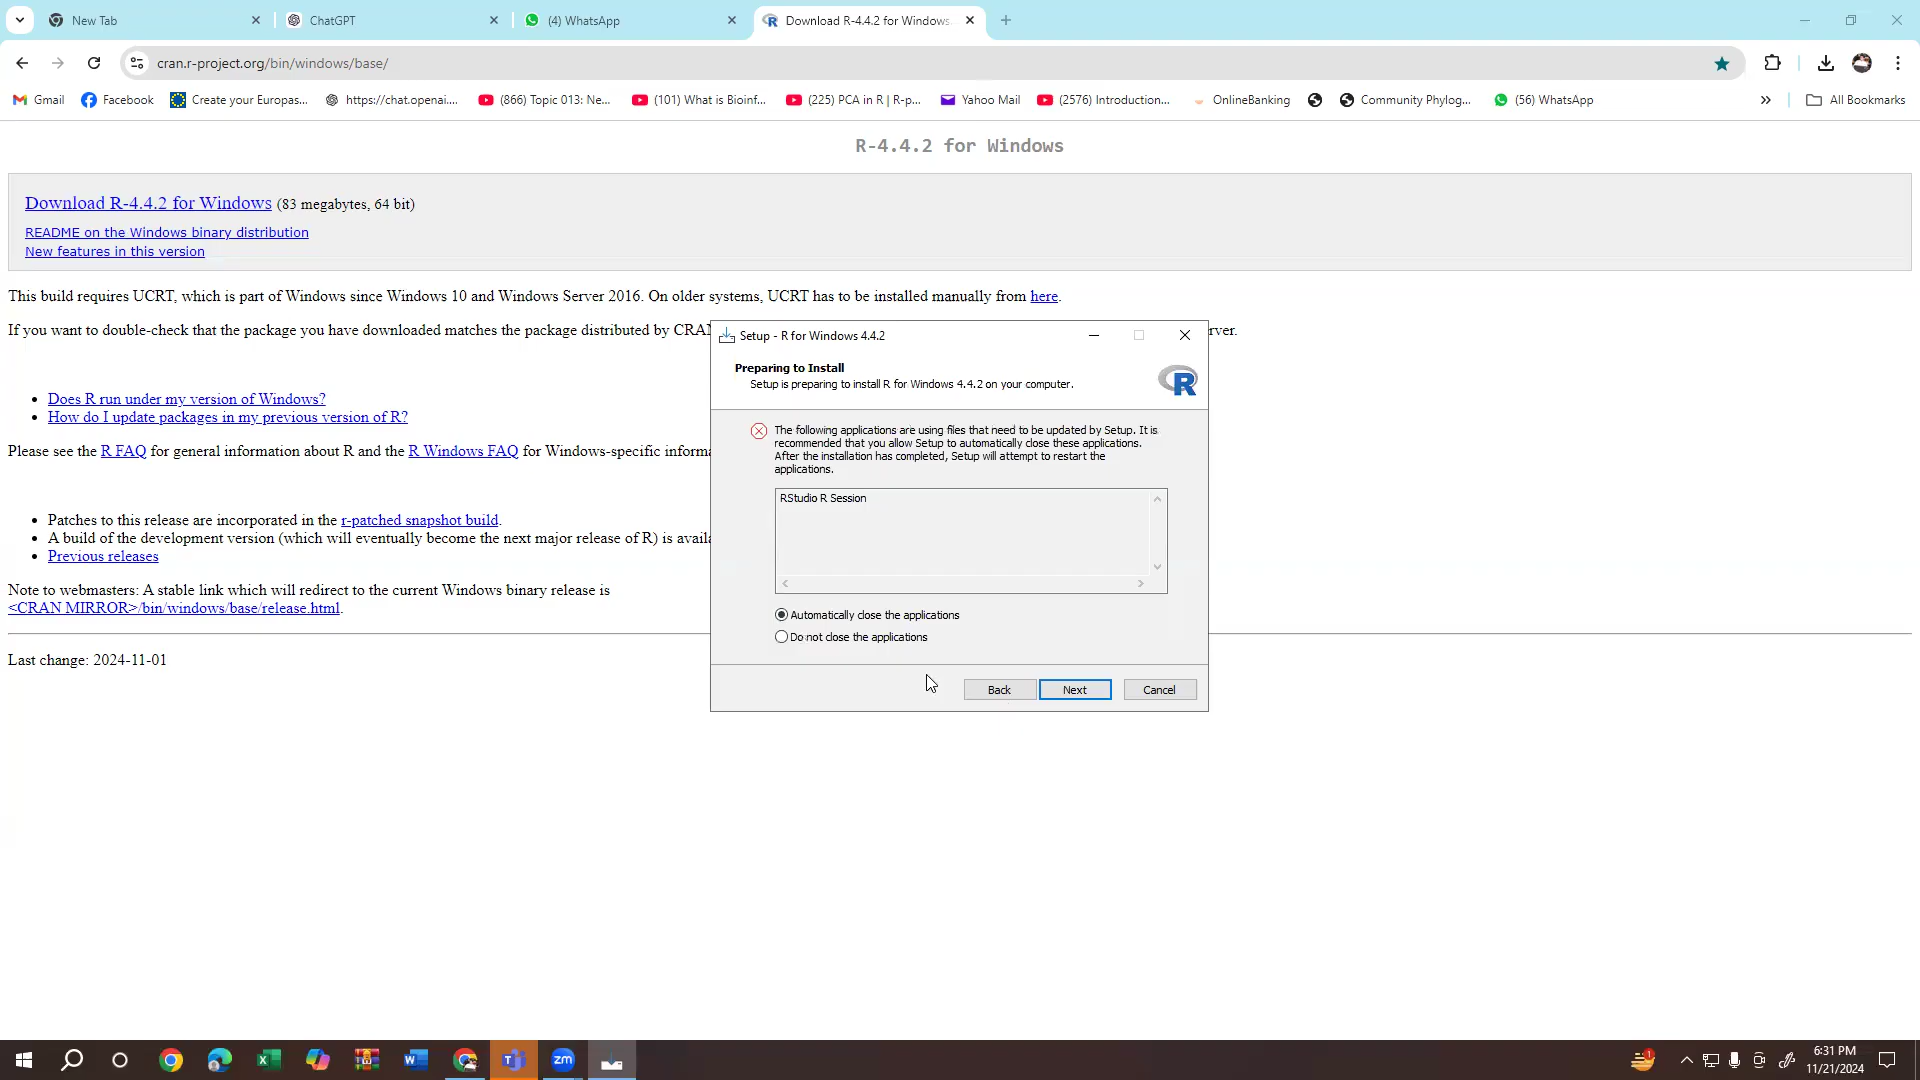 New Tab
ChatGPT
(4) WhatsApp
Download R-4.4.2 for Windows
cran.r-project.org/bin/windows/base/
Gmail
Facebook
Create your Europas...
https://chat.openai....
(866) Topic 013: Ne...
(101) What is Bioinf...
(225) PCA in R | R-p...
Yahoo Mail
(2576) Introduction...
OnlineBanking
Community Phylog...
(56) WhatsApp
All Bookmarks
R-4.4.2 for Windows
Download R-4.4.2 for Windows (83 megabytes, 64 bit)
README on the Windows binary distribution
New features in this version
This build requires UCRT, which is part of Windows since Windows 10 and Windows Server 2016. On older systems, UCRT has to be installed manually from here.
If you want to double-check that the package you have downloaded matches the package distributed by CRAN
rver.
Does R run under my version of Windows?
How do I update packages in my previous version of R?
Please see the R FAQ for general information about R and the R Windows FAQ for Windows-specific informa
Patches to this release are incorporated in the r-patched snapshot build.
A build of the development version (which will eventually become the next major release of R) is availa
Previous releases
Note to webmasters: A stable link which will redirect to the current Windows binary release is
<CRAN MIRROR>/bin/windows/base/release.html.
Last change: 2024-11-01
Setup - R for Windows 4.4.2
Preparing to Install
Setup is preparing to install R for Windows 4.4.2 on your computer.
R
The following applications are using files that need to be updated by Setup. It is
recommended that you allow Setup to automatically close these applications.
After the installation has completed, Setup will attempt to restart the
applications.
RStudio R Session
Automatically close the applications
Do not close the applications
Back
Next
Cancel
zm
1
6:31 PM
11/21/2024